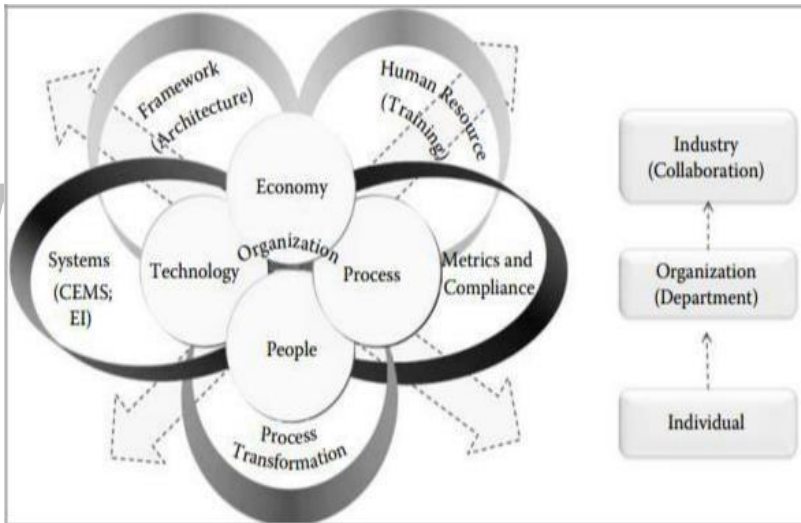 Framework
(Architecture)
Human Resource
(Training)
Economy
Organization
Systems
(CEMS;
EI)
Technology
Process
Metrics and
Compliance
People
Process
Transformation
Industry
(Collaboration)
Organization
(Department)
Individual